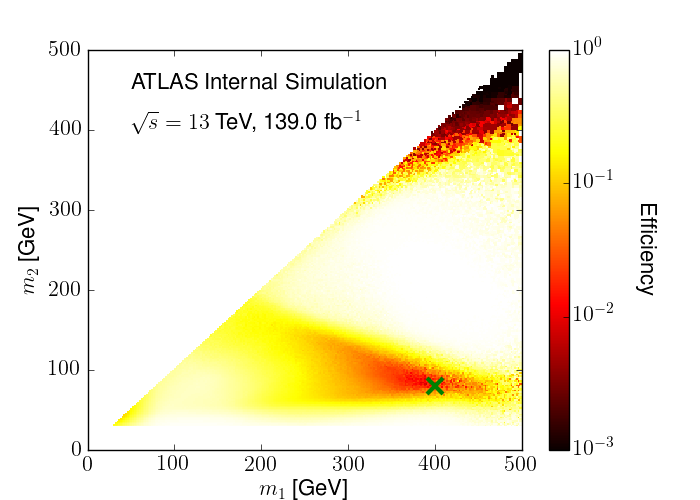 ATLAS Internal Simulation
√s = 13 TeV, 139.0 fb⁻¹
500
400
300
200
100
0
m₂ [GeV]
0 100 200 300 400 500
m₁ [GeV]
10⁰
10⁻¹
10⁻²
10⁻³
Efficiency